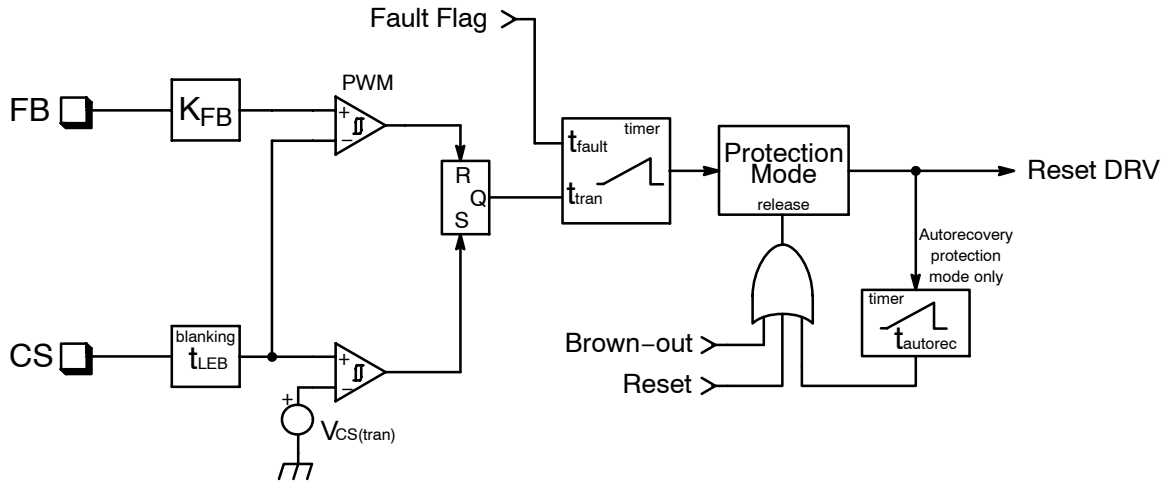 Fault Flag
FB
KFB
PWM
+
−
R
Q
S
tfault
timer
ttran
Protection
Mode
release
Reset DRV
Autorecovery
protection
mode only
timer
tautorec
CS
blanking
tLEB
+
−
+
VCS(tran)
Brown−out
Reset